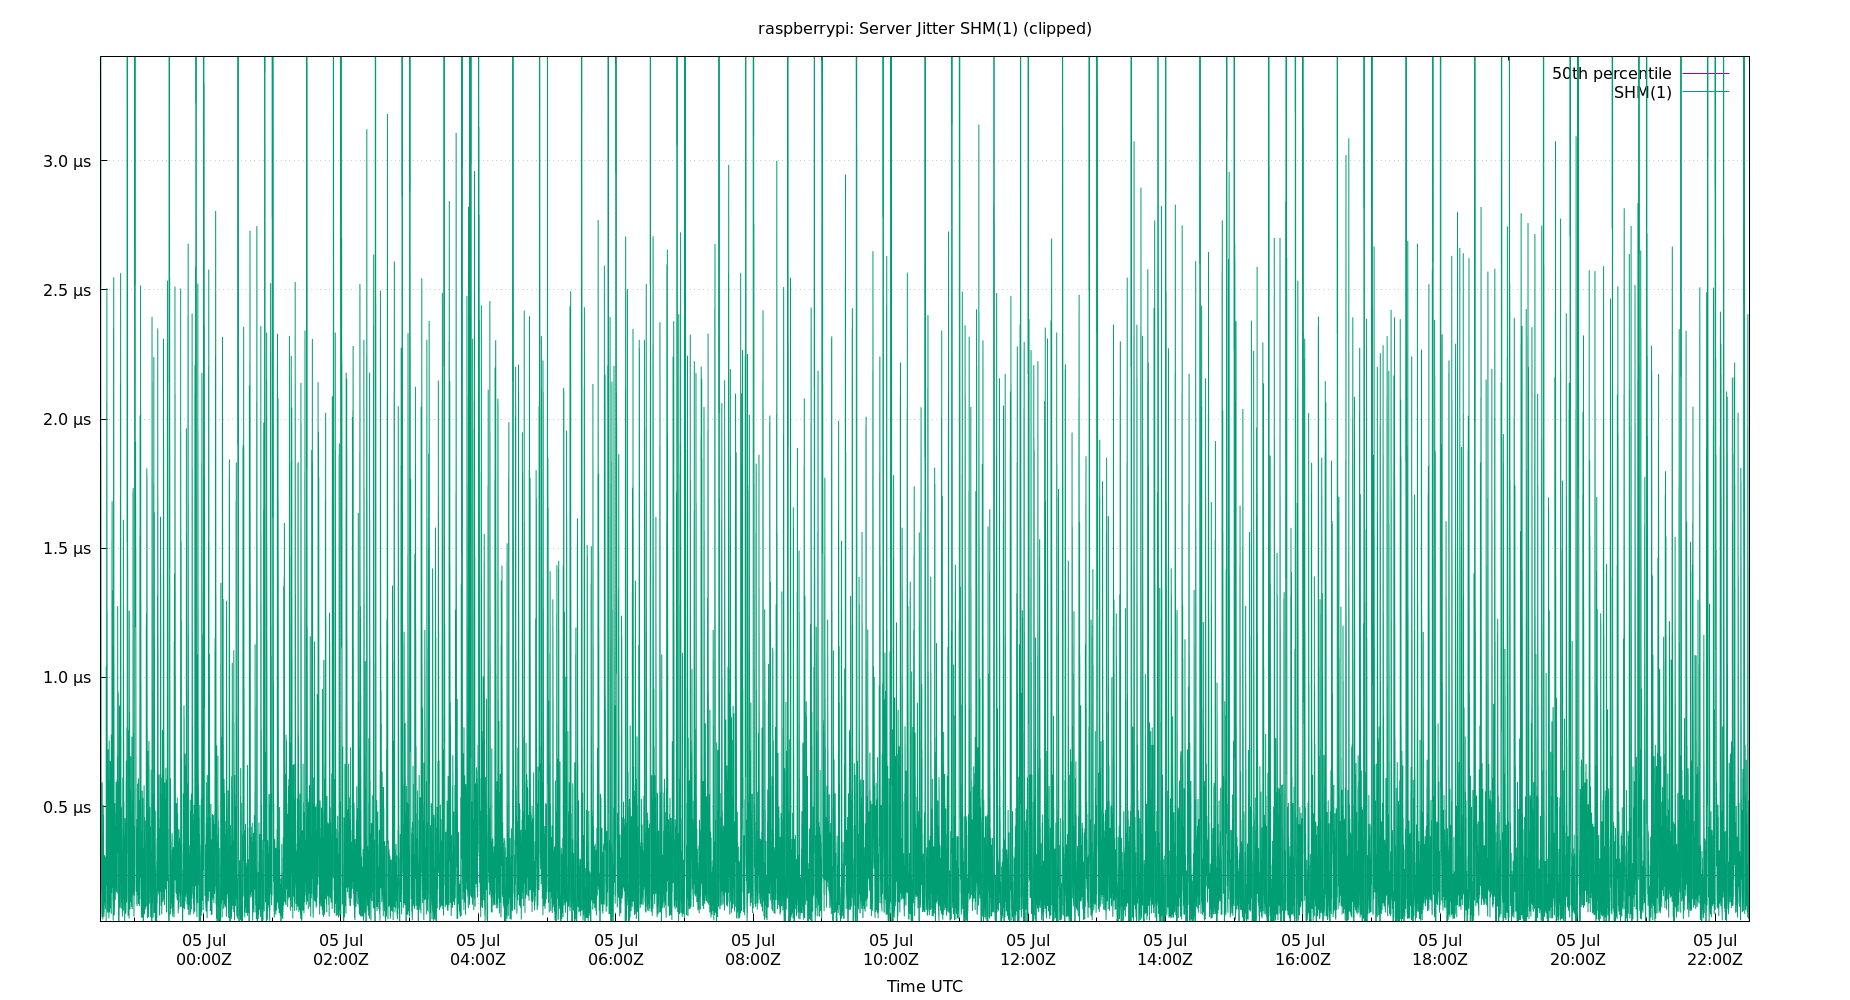 raspberrypi: Server Jitter SHM(1) (clipped)
50th percentile
SHM(1)
3.0 µs
2.5 µs
2.0 µs
1.5 µs
1.0 µs
0.5 µs
05 Jul 05 Jul 05 Jul 05 Jul 05 Jul 05 Jul 05 Jul 05 Jul 05 Jul 05 Jul 05 Jul 05 Jul
00:00Z 02:00Z 04:00Z 06:00Z 08:00Z 10:00Z 12:00Z 14:00Z 16:00Z 18:00Z 20:00Z 22:00Z
Time UTC